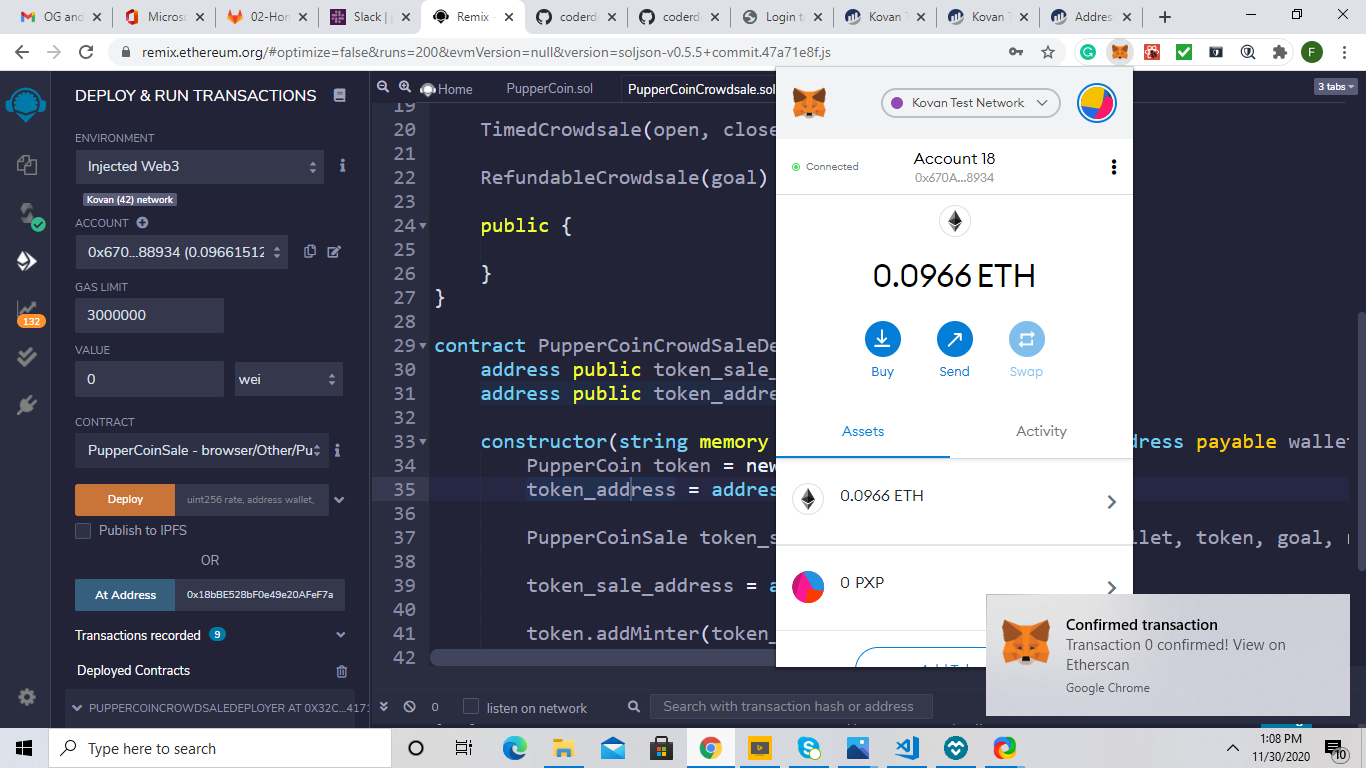 OG and
Microso
02-Hom
Slack | p
Remix -
coderd
coderd
Login to
Kovan T
Kovan T
Addres
remix.ethereum.org/#optimize=false&runs=200&evmVersion=null&version=soljson-v0.5.5+commit.47a71e8f.js
F
DEPLOY & RUN TRANSACTIONS
ENVIRONMENT
Injected Web3
Kovan (42) network
ACCOUNT
0x670...88934 (0.09661512
GAS LIMIT
3000000
VALUE
0
wei
CONTRACT
PupperCoinSale - browser/Other/Pu
Deploy
uint256 rate, address wallet,
Publish to IPFS
OR
At Address
0x18bBE528bF0e49e20AFeF7a
Transactions recorded 9
Deployed Contracts
PUPPERCOINCROWDSALEDEPLOYER AT 0X32C...4171
132
Home
PupperCoin.sol
PupperCoinCrowdsale.sol
3 tabs
19
20 TimedCrowdsale(open, close
21
22 RefundableCrowdsale(goal)
23
24 public {
25
26 }
27 }
28
29 contract PupperCoinCrowdSaleDe
30 address public token_sale_
31 address public token_addre
32
33 constructor(string memory dress payable walle
34 PupperCoin token = new
35 token_address = addres
36
37 PupperCoinSale token_s let, token, goal,
38
39 token_sale_address = a
40
41 token.addMinter(token_
42
0
listen on network
Search with transaction hash or address
Kovan Test Network
Connected
Account 18
0x670A...8934
0.0966 ETH
Buy
Send
Swap
Assets
Activity
0.0966 ETH
0 PXP
Confirmed transaction
Transaction 0 confirmed! View on
Etherscan
Google Chrome
Type here to search
1:08 PM
11/30/2020
10